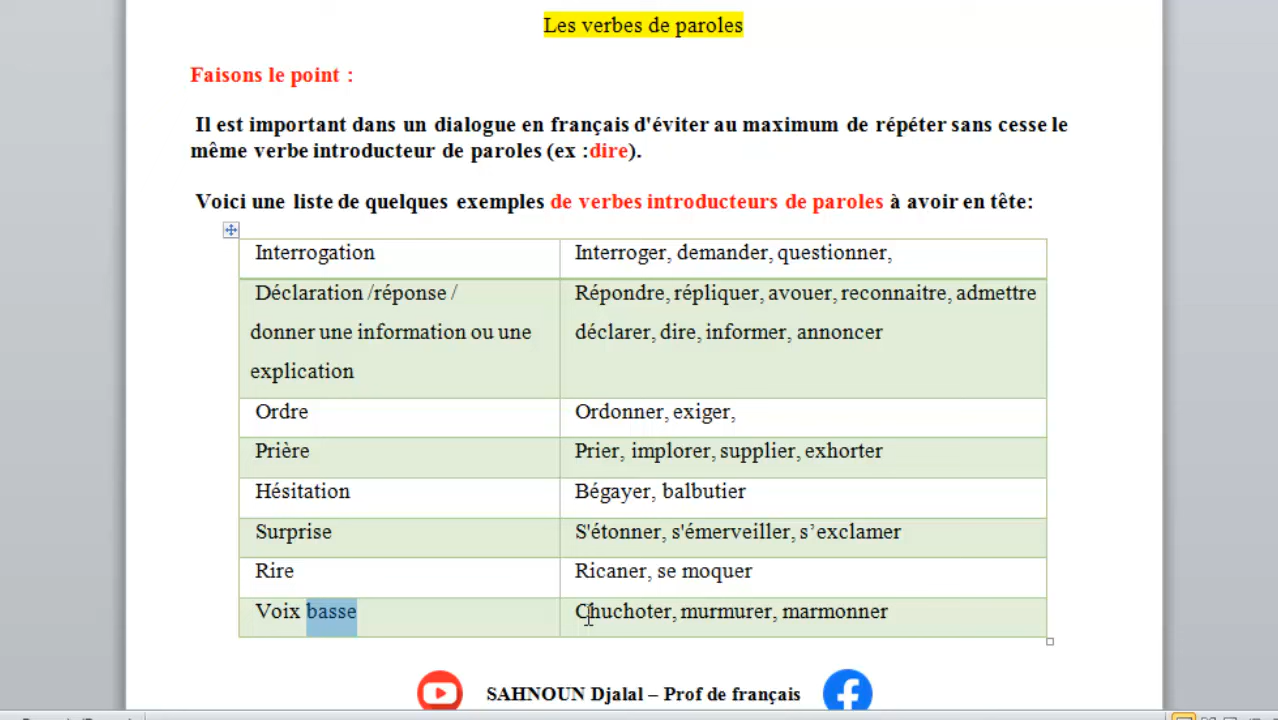 Les verbes de paroles
Faisons le point :
Il est important dans un dialogue en français d'éviter au maximum de répéter sans cesse le
même verbe introducteur de paroles (ex :dire).
Voici une liste de quelques exemples de verbes introducteurs de paroles à avoir en tête:
Interrogation
Interroger, demander, questionner,
Déclaration /réponse /
donner une information ou une
explication
Répondre, répliquer, avouer, reconnaitre, admettre
déclarer, dire, informer, annoncer
Ordre
Ordonner, exiger,
Prière
Prier, implorer, supplier, exhorter
Hésitation
Bégayer, balbutier
Surprise
S'étonner, s'émerveiller, s’exclamer
Rire
Ricaner, se moquer
Voix basse
Chuchoter, murmurer, marmonner
SAHNOUN Djalal – Prof de français